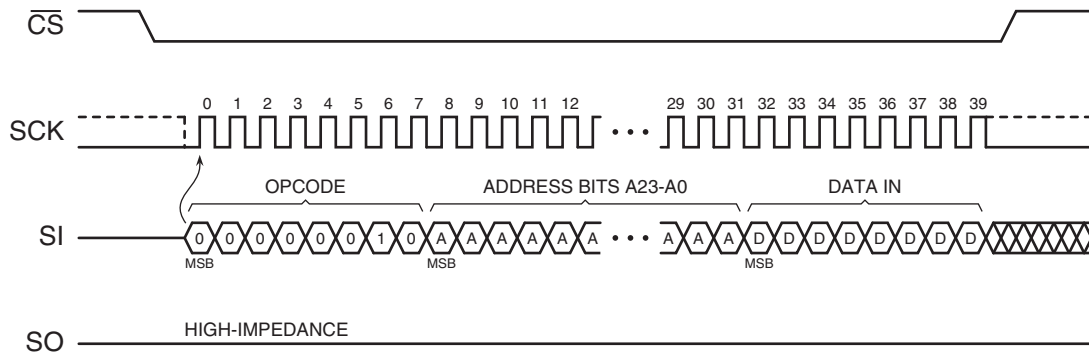 CS
0 1 2 3 4 5 6 7 8 9 10 11 12 29 30 31 32 33 34 35 36 37 38 39
SCK
OPCODE ADDRESS BITS A23-A0 DATA IN
SI 0 0 0 0 0 0 1 0 A A A A A A A A A D D D D D D D D
MSB MSB MSB
HIGH-IMPEDANCE
SO